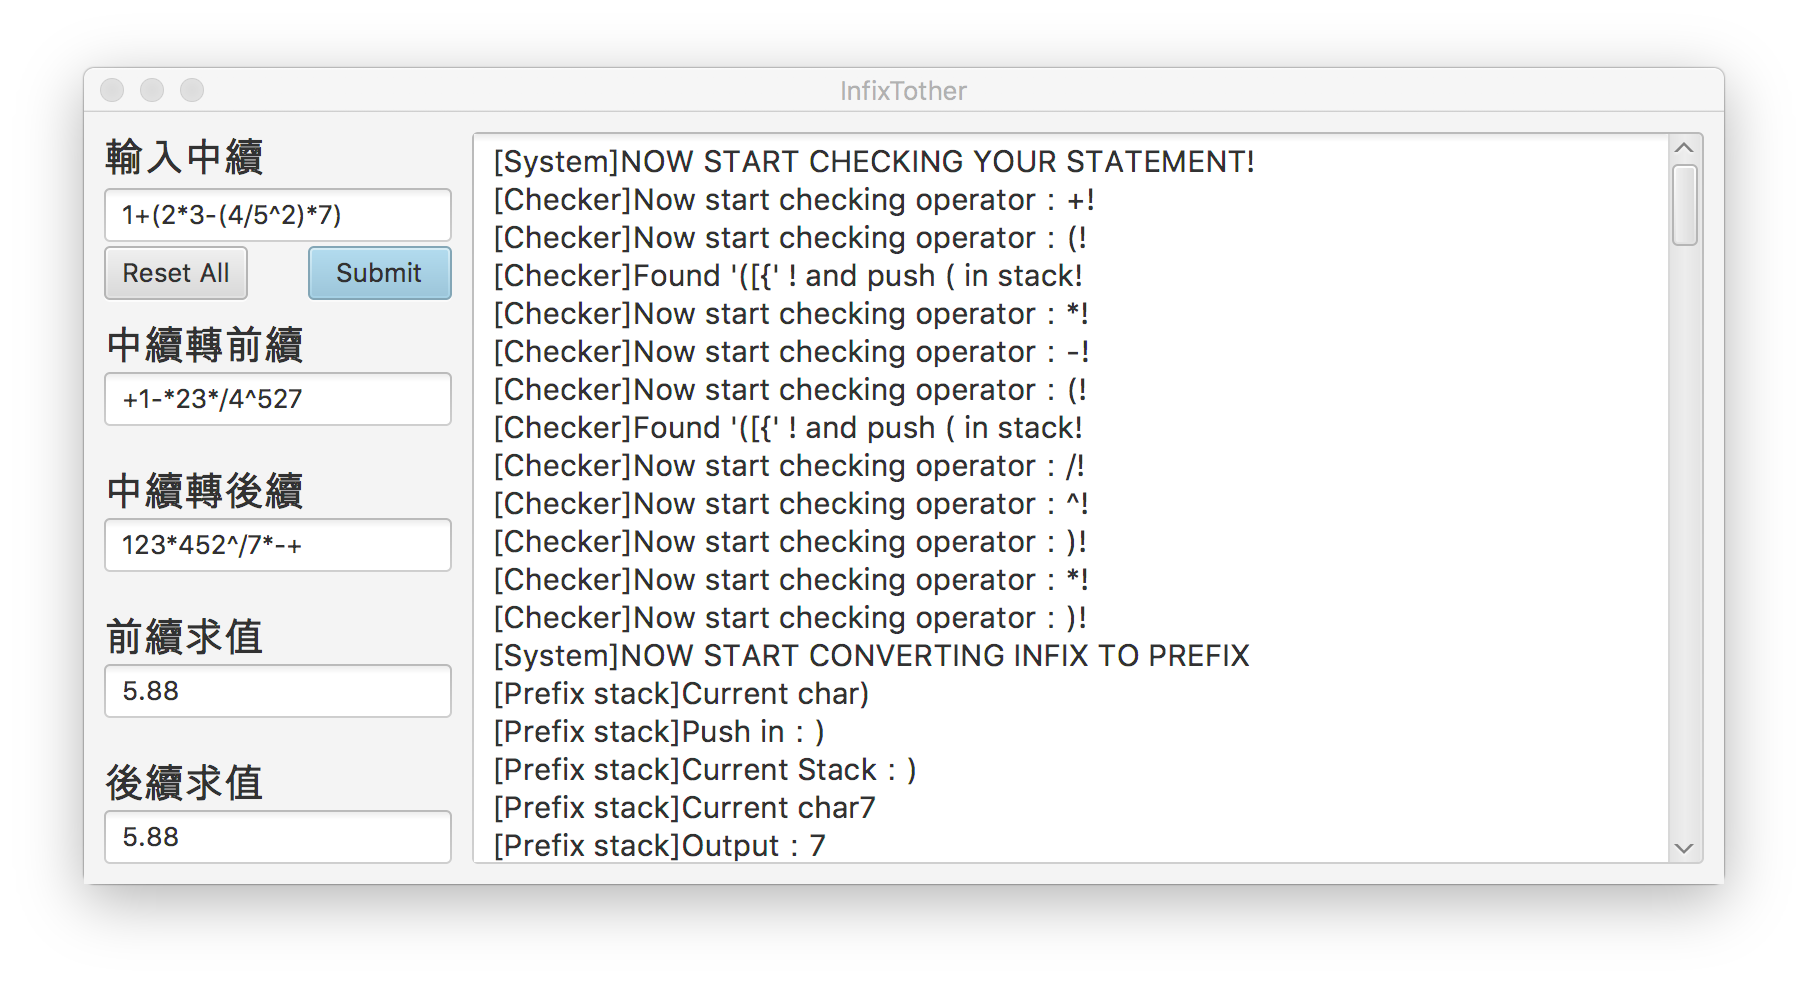 InfixTother
輸入中續
1+(2*3-(4/5^2)*7)
Reset All
Submit
中續轉前續
+1-*23*/4^527
中續轉後續
123*452^/7*-+
前續求值
5.88
後續求值
5.88
[System]NOW START CHECKING YOUR STATEMENT!
[Checker]Now start checking operator : +!
[Checker]Now start checking operator : (!
[Checker]Found '([{' ! and push ( in stack!
[Checker]Now start checking operator : *!
[Checker]Now start checking operator : -!
[Checker]Now start checking operator : (!
[Checker]Found '([{' ! and push ( in stack!
[Checker]Now start checking operator : /!
[Checker]Now start checking operator : ^!
[Checker]Now start checking operator : )!
[Checker]Now start checking operator : *!
[Checker]Now start checking operator : )!
[System]NOW START CONVERTING INFIX TO PREFIX
[Prefix stack]Current char)
[Prefix stack]Push in : )
[Prefix stack]Current Stack : )
[Prefix stack]Current char7
[Prefix stack]Output : 7